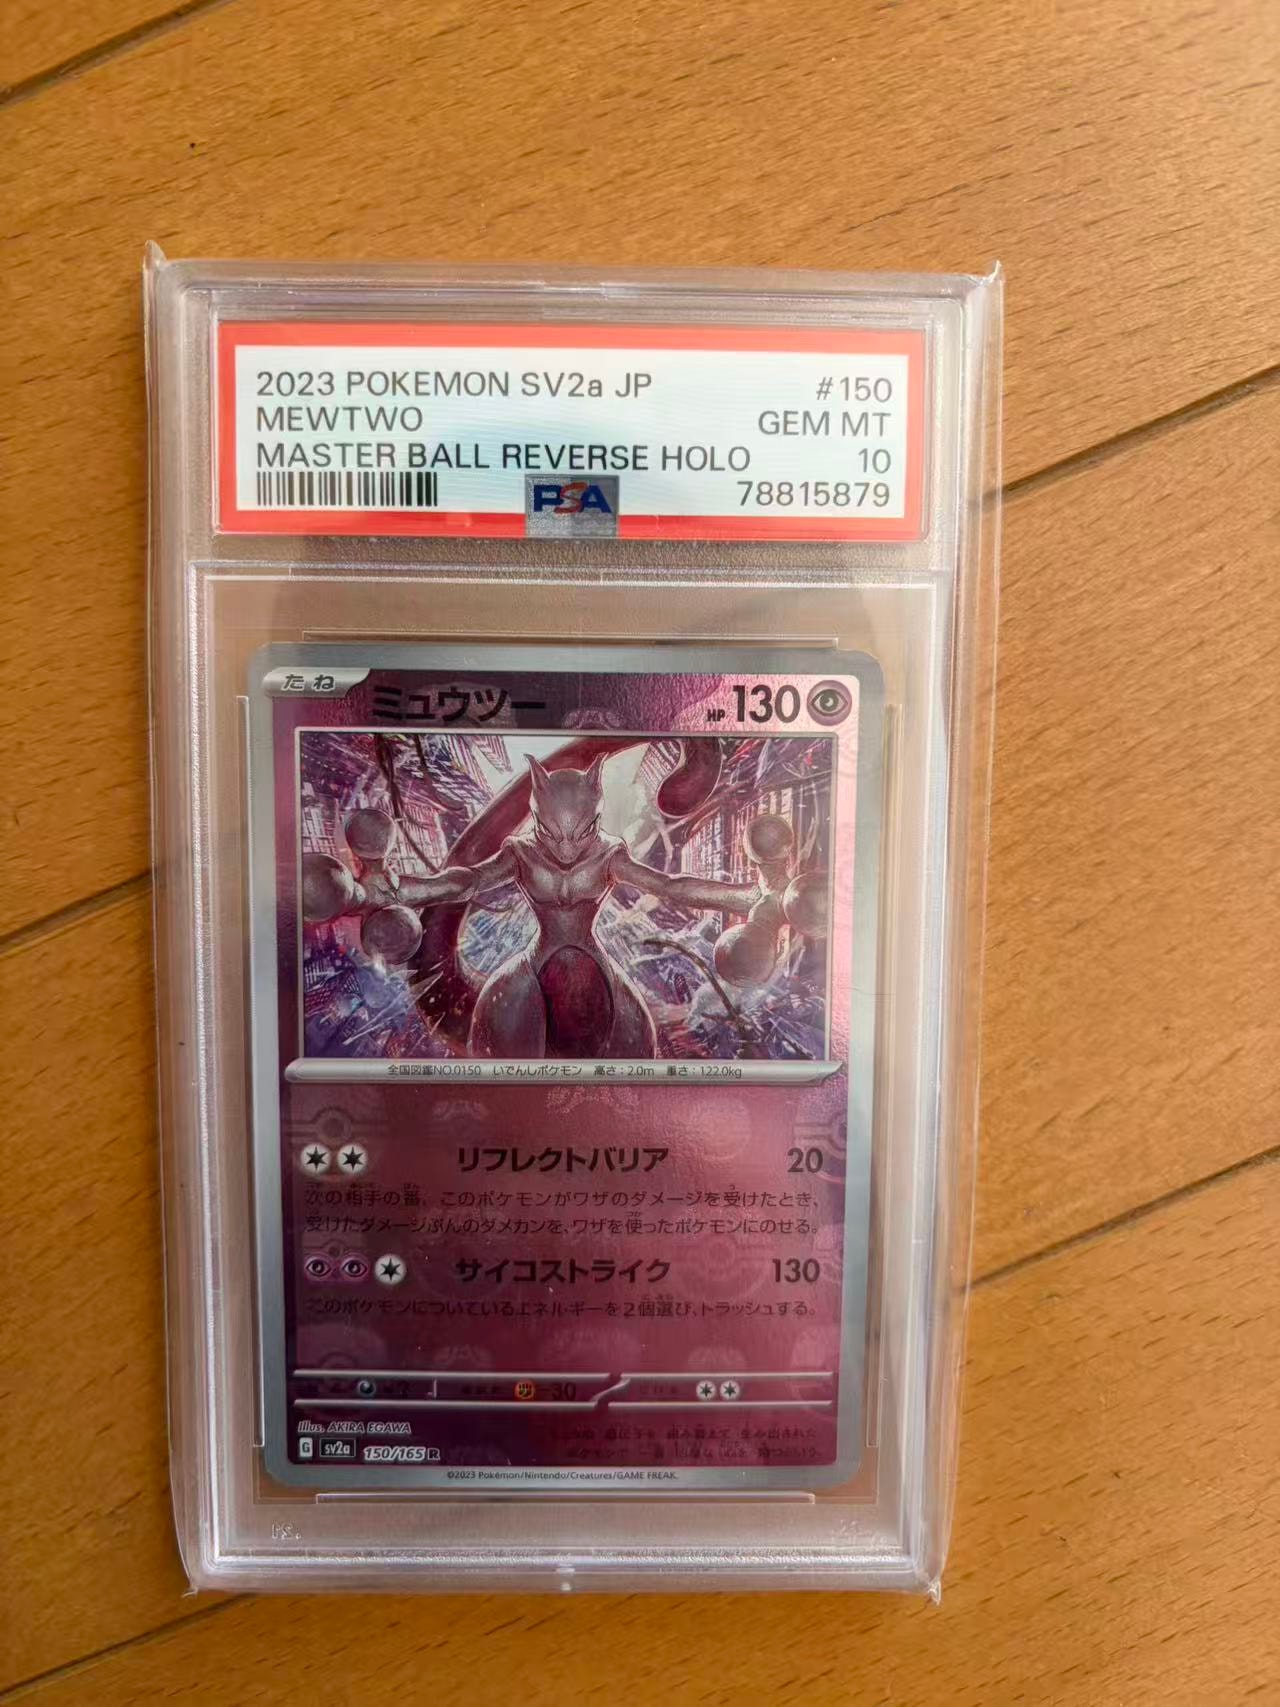 2023 POKEMON SV2a JP #150
MEWTWO GEM MT
MASTER BALL REVERSE HOLO 10
PSA 78815879
たね ミュウツー HP 130
全国図鑑NO.0150 いでんしポケモン 高さ:2.0m 重さ:122.0kg
リフレクトバリア 20
次の相手の番、このポケモンがワザのダメージを受けたとき、
受けたダメージぶんのダメカンを、ワザを使ったポケモンにのせる。
サイコストライク 130
このポケモンについているエネルギーを2個選び、トラッシュする。
-30
illus. AKIRA EGAWA
G sv2a 150/165 R
©2023 Pokémon/Nintendo/Creatures/GAME FREAK.